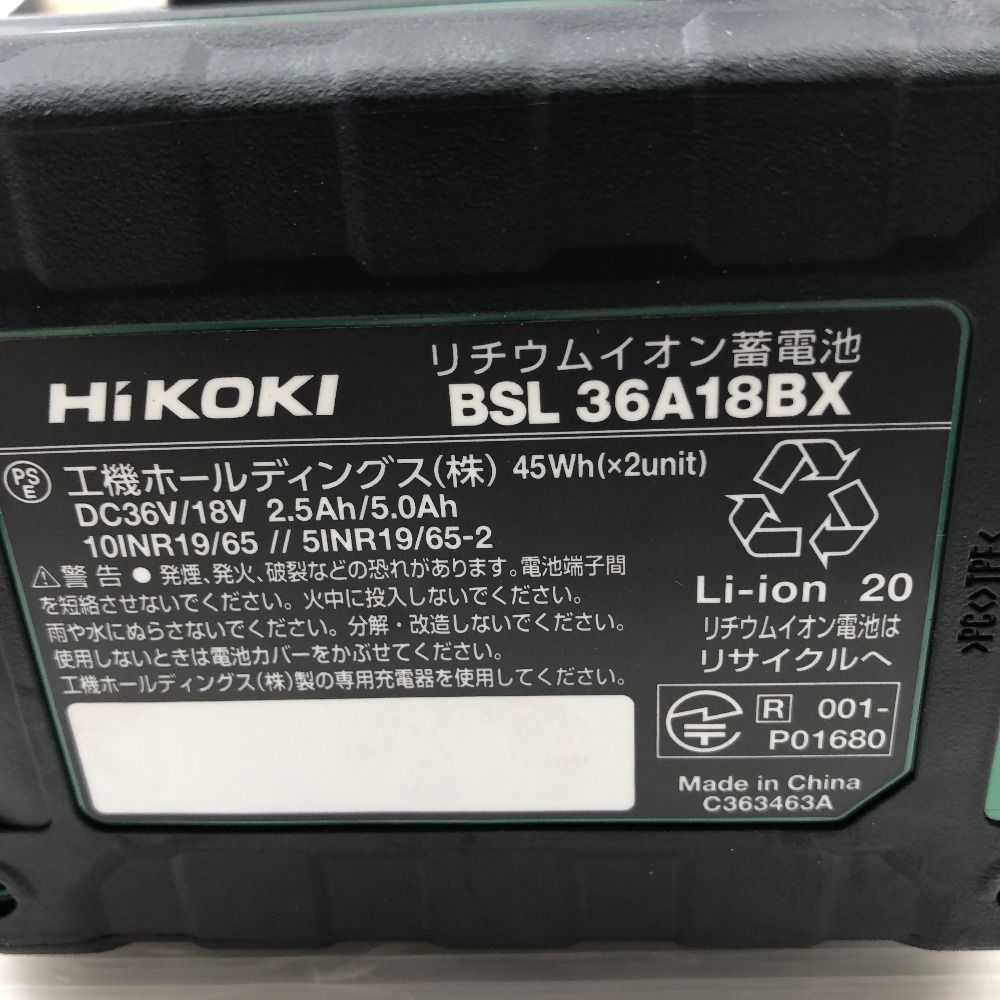 リチウムイオン蓄電池
HiKOKI BSL 36A18BX
PSE 工機ホールディングス(株) 45Wh(×2unit)
DC36V/18V 2.5Ah/5.0Ah
10INR19/65 // 5INR19/65-2
⚠警告 ● 発煙、発火、破裂などの恐れがあります。電池端子間
を短絡させないでください。火中に投入しないでください。
雨や水にぬらさないでください。分解・改造しないでください。
使用しないときは電池カバーをかぶせてください。
工機ホールディングス(株)製の専用充電器を使用してください。
Li-ion 20
リチウムイオン電池は
リサイクルへ
R 001-
P01680
Made in China
C363463A
>PC<>TPE<